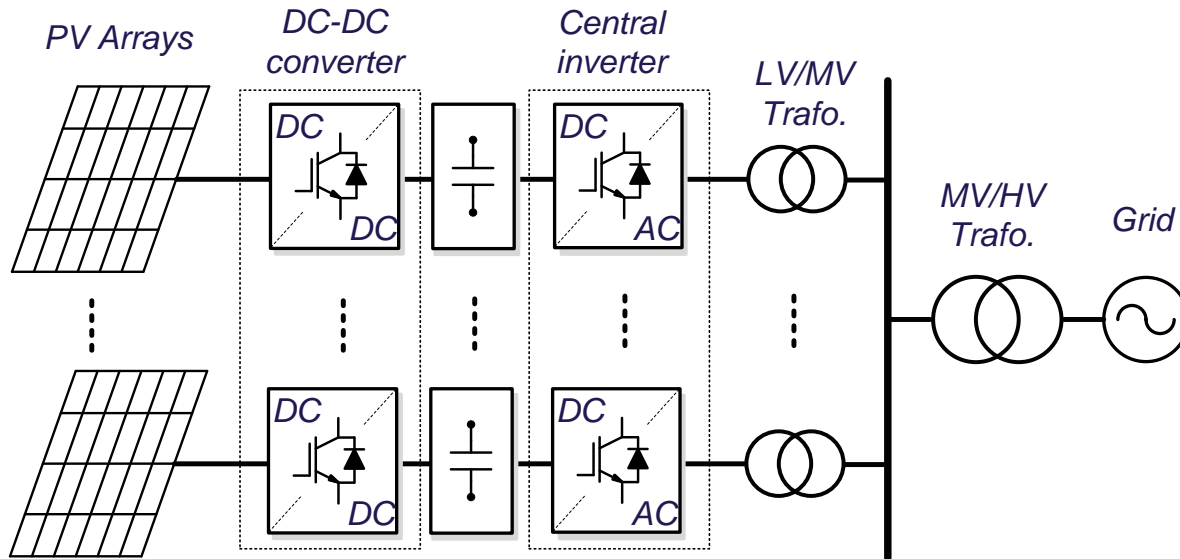 PV Arrays
DC-DC
converter
Central
inverter
LV/MV
Trafo.
MV/HV
Trafo.
Grid
DC
DC
DC
AC
DC
DC
DC
AC